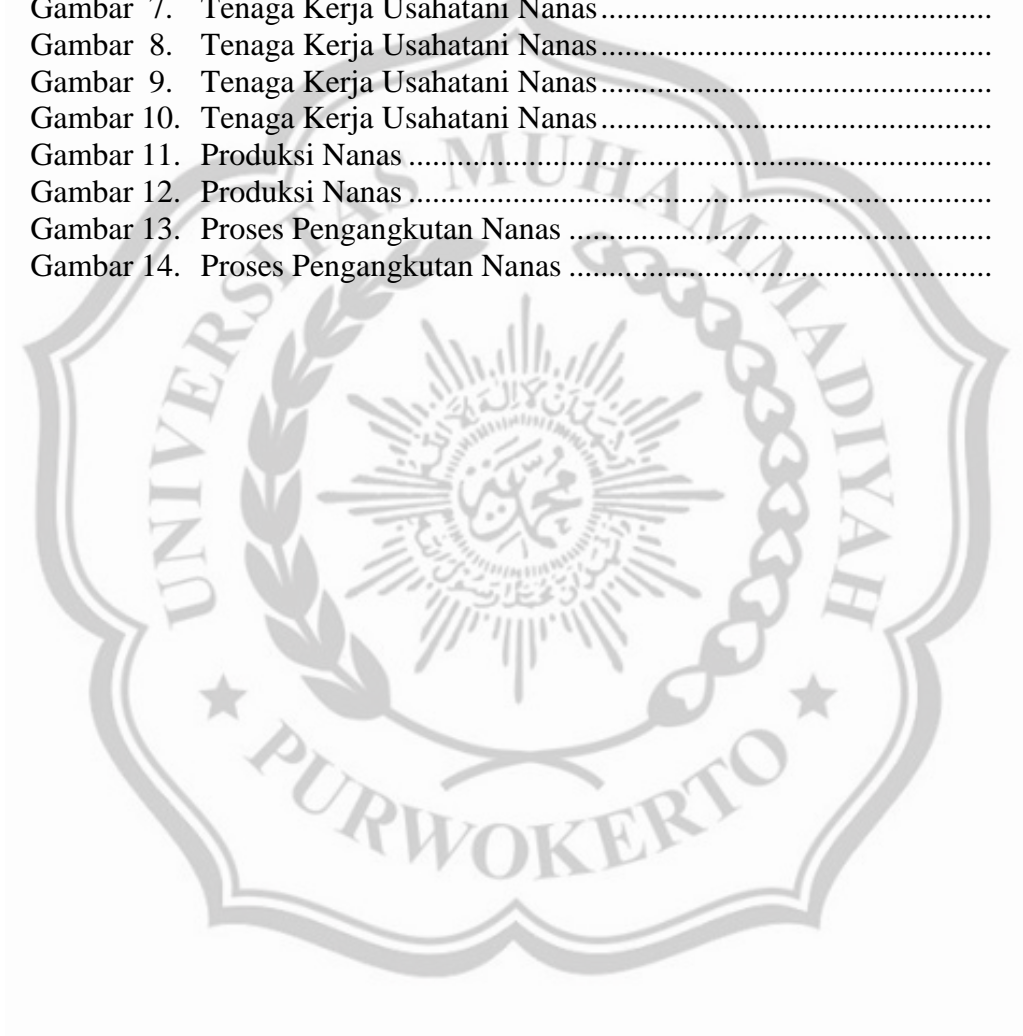 Gambar 7. Tenaga Kerja Usahatani Nanas................................................
Gambar 8. Tenaga Kerja Usahatani Nanas................................................
Gambar 9. Tenaga Kerja Usahatani Nanas................................................
Gambar 10. Tenaga Kerja Usahatani Nanas................................................
Gambar 11. Produksi Nanas ........................................................................
Gambar 12. Produksi Nanas ........................................................................
Gambar 13. Proses Pengangkutan Nanas ....................................................
Gambar 14. Proses Pengangkutan Nanas ....................................................
UNIVERSITAS MUHAMMADIYAH
PURWOKERTO